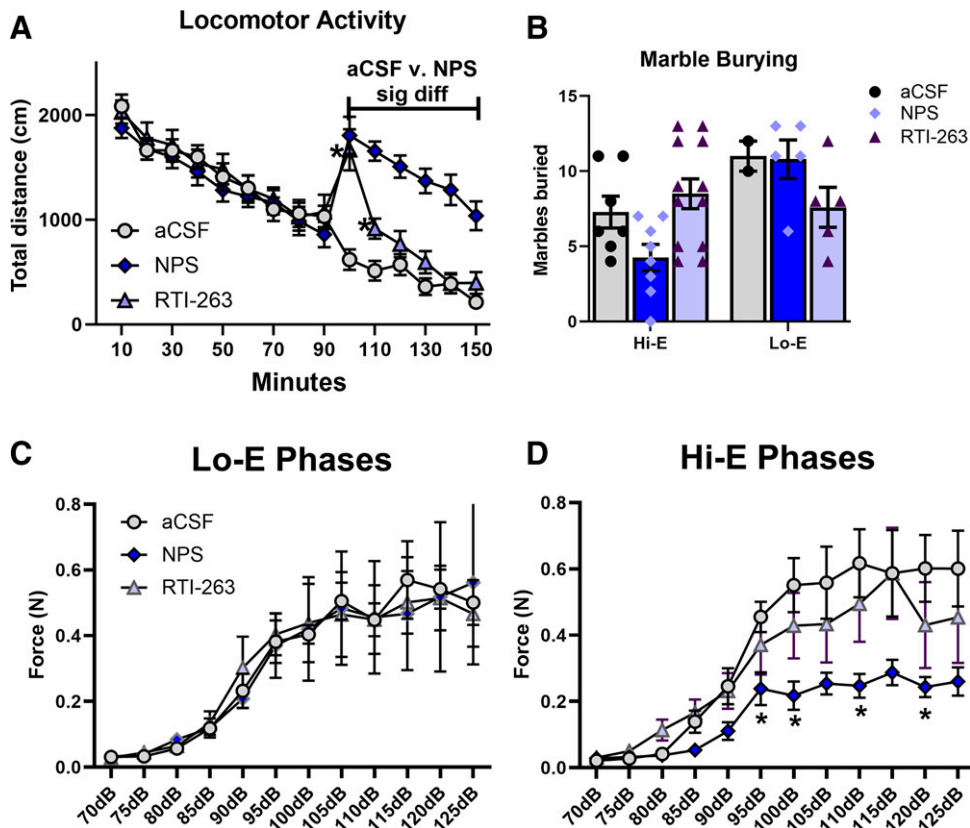 A
Locomotor Activity
aCSF v. NPS
sig diff
Total distance (cm)
2000
1000
0
*
*
aCSF
NPS
RTI-263
10 30 50 70 90 110 130 150
Minutes
B
Marble Burying
aCSF
NPS
RTI-263
Marbles buried
15
10
5
0
Hi-E Lo-E
C
Lo-E Phases
aCSF
NPS
RTI-263
Force (N)
0.8
0.6
0.4
0.2
0.0
70dB 75dB 80dB 85dB 90dB 95dB 100dB 105dB 110dB 115dB 120dB 125dB
D
Hi-E Phases
Force (N)
0.8
0.6
0.4
0.2
0.0
* * * *
70dB 75dB 80dB 85dB 90dB 95dB 100dB 105dB 110dB 115dB 120dB 125dB